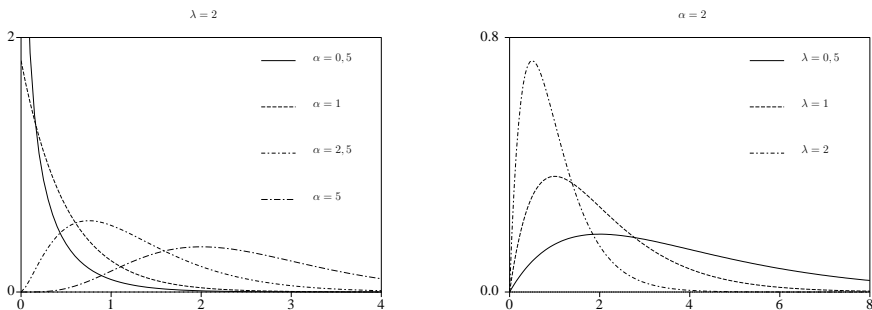 λ = 2
2
0
0
1
2
3
4
α = 0, 5
α = 1
α = 2, 5
α = 5
α = 2
0.8
0.0
0
2
4
6
8
λ = 0, 5
λ = 1
λ = 2